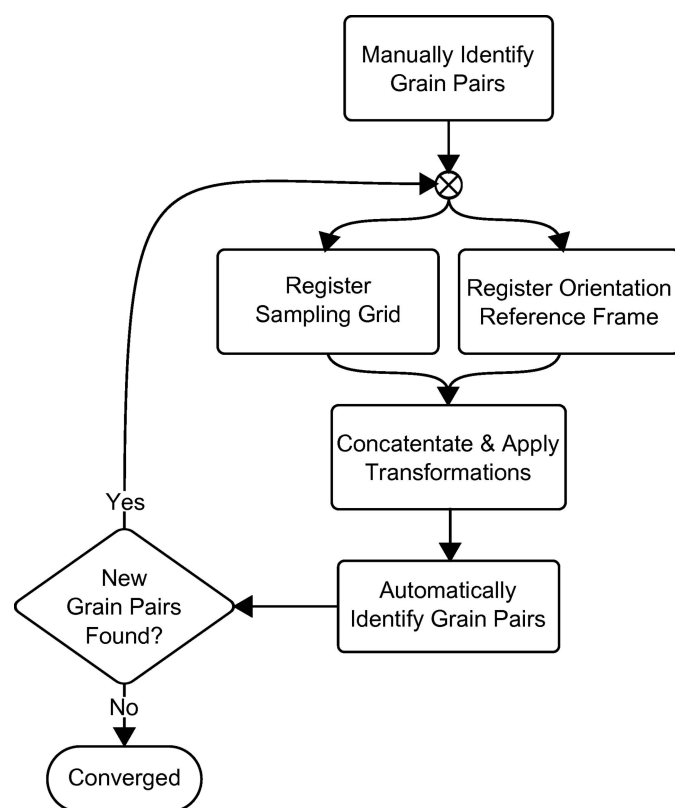 Manually Identify
Grain Pairs
Register
Sampling Grid
Register Orientation
Reference Frame
Concatentate & Apply
Transformations
Automatically
Identify Grain Pairs
New
Grain Pairs
Found?
Yes
No
Converged